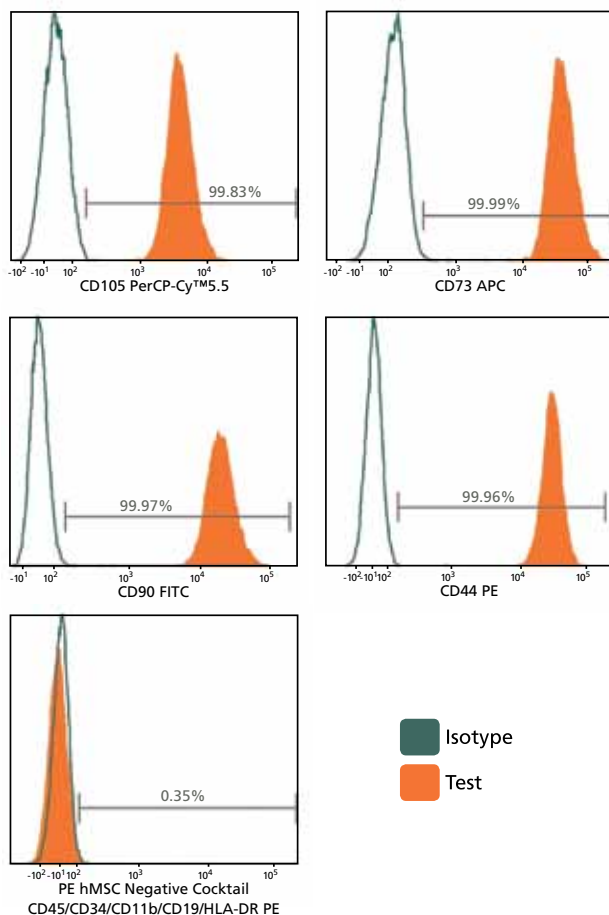 99.83%
-10² -10¹ 10² 10³ 10⁴ 10⁵
CD105 PerCP-Cy™5.5
99.99%
-10² -10¹ 10² 10³ 10⁴ 10⁵
CD73 APC
99.97%
-10¹ 10² 10³ 10⁴ 10⁵
CD90 FITC
99.96%
-10² -10¹ 10² 10³ 10⁴ 10⁵
CD44 PE
0.35%
-10² -10¹ 10² 10³ 10⁴ 10⁵
PE hMSC Negative Cocktail
CD45/CD34/CD11b/CD19/HLA-DR PE
Isotype
Test